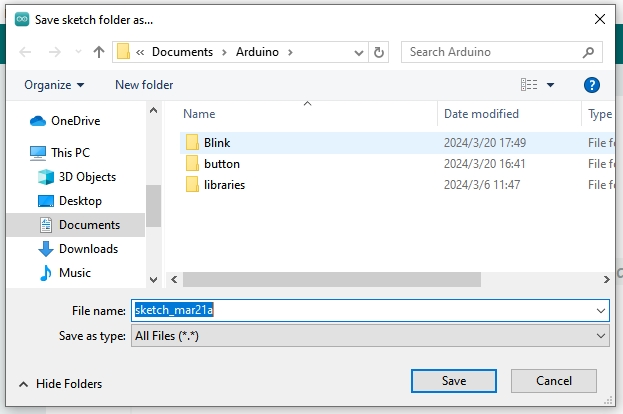 Save sketch folder as...
« Documents > Arduino >
Search Arduino
Organize
New folder
?
OneDrive
This PC
3D Objects
Desktop
Documents
Downloads
Music
Name
Date modified
Type
Blink
2024/3/20 17:49
File f
button
2024/3/20 16:41
File f
libraries
2024/3/6 11:47
File f
File name:
sketch_mar21a
Save as type:
All Files (*.*)
Hide Folders
Save
Cancel